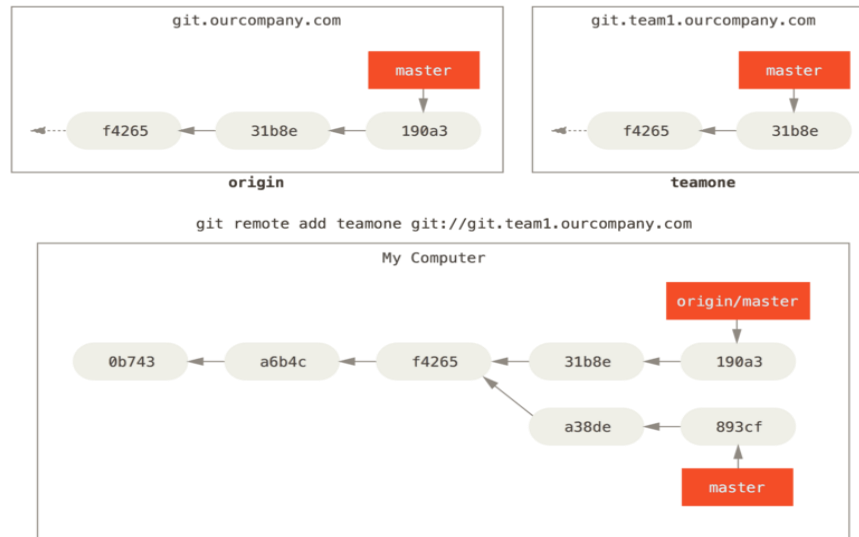 git.ourcompany.com
master
f4265
31b8e
190a3
origin
git.team1.ourcompany.com
master
f4265
31b8e
teamone
git remote add teamone git://git.team1.ourcompany.com
My Computer
origin/master
0b743
a6b4c
f4265
31b8e
190a3
a38de
893cf
master